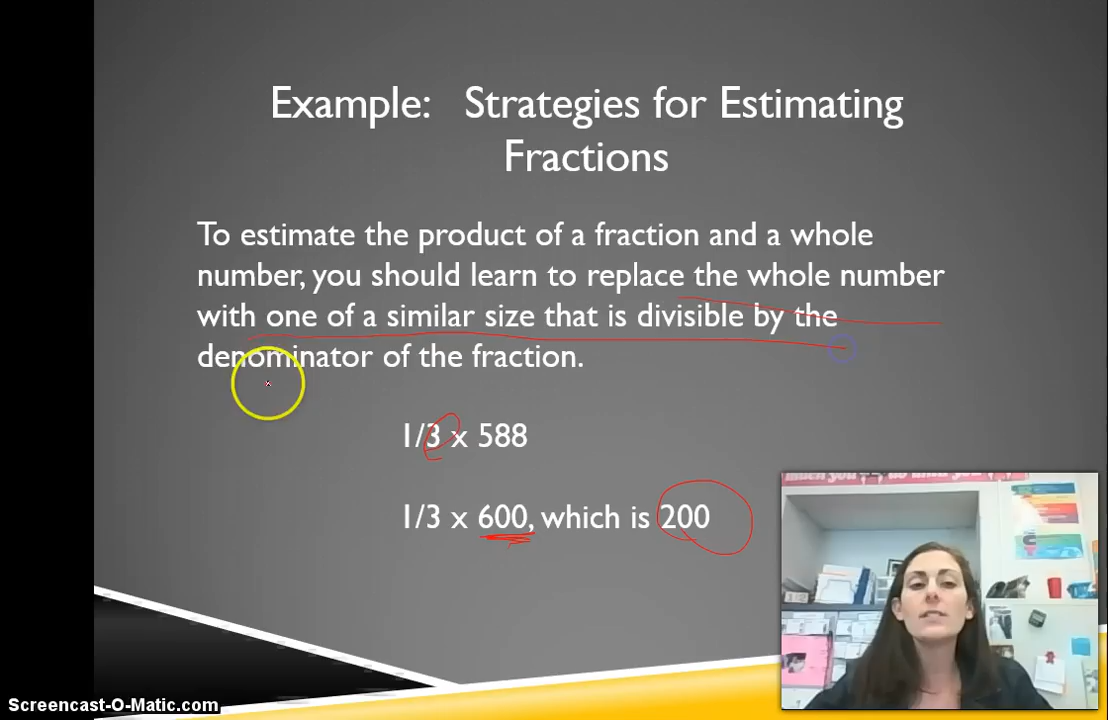 Example: Strategies for Estimating
Fractions
To estimate the product of a fraction and a whole
number, you should learn to replace the whole number
with one of a similar size that is divisible by the
denominator of the fraction.
1/3 x 588
1/3 x 600, which is 200
Screencast-O-Matic.com